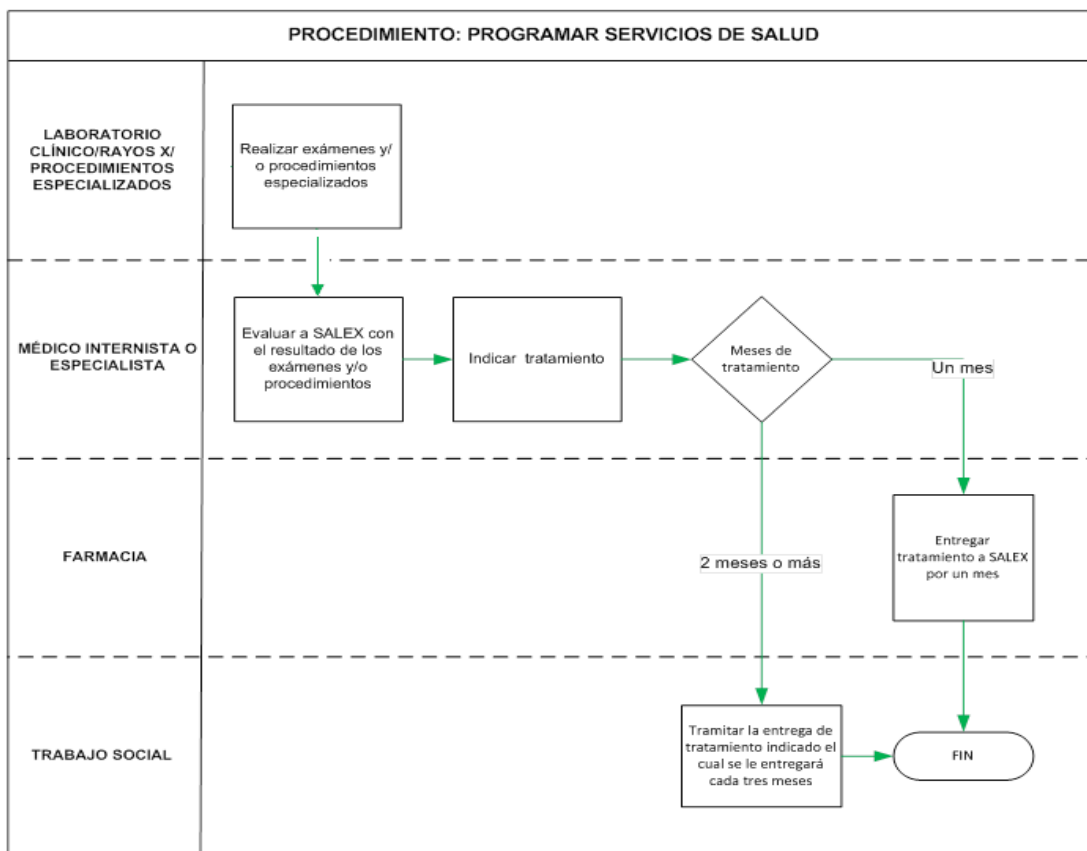 PROCEDIMIENTO: PROGRAMAR SERVICIOS DE SALUD
LABORATORIO
CLÍNICO/RAYOS X/
PROCEDIMIENTOS
ESPECIALIZADOS
Realizar exámenes y/
o procedimientos
especializados
MÉDICO INTERNISTA O
ESPECIALISTA
Evaluar a SALEX con
el resultado de los
exámenes y/o
procedimientos
Indicar tratamiento
Meses de
tratamiento
Un mes
FARMACIA
2 meses o más
Entregar
tratamiento a SALEX
por un mes
TRABAJO SOCIAL
Tramitar la entrega de
tratamiento indicado el
cual se le entregará
cada tres meses
FIN